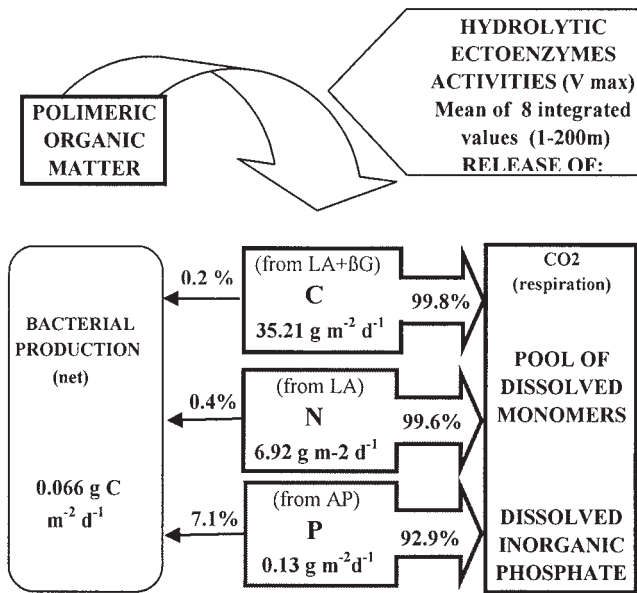 HYDROLYTIC
ECTOENZYMES
ACTIVITIES (V max)
Mean of 8 integrated
values (1-200m)
RELEASE OF:
POLIMERIC
ORGANIC
MATTER
(from LA+ßG)
C
35.21 g m-2 d-1
0.2 %
99.8%
CO2
(respiration)
BACTERIAL
PRODUCTION
(net)
0.066 g C
m-2 d-1
(from LA)
N
6.92 g m-2 d-1
0.4%
99.6%
POOL OF
DISSOLVED
MONOMERS
(from AP)
P
0.13 g m-2d-1
7.1%
92.9%
DISSOLVED
INORGANIC
PHOSPHATE